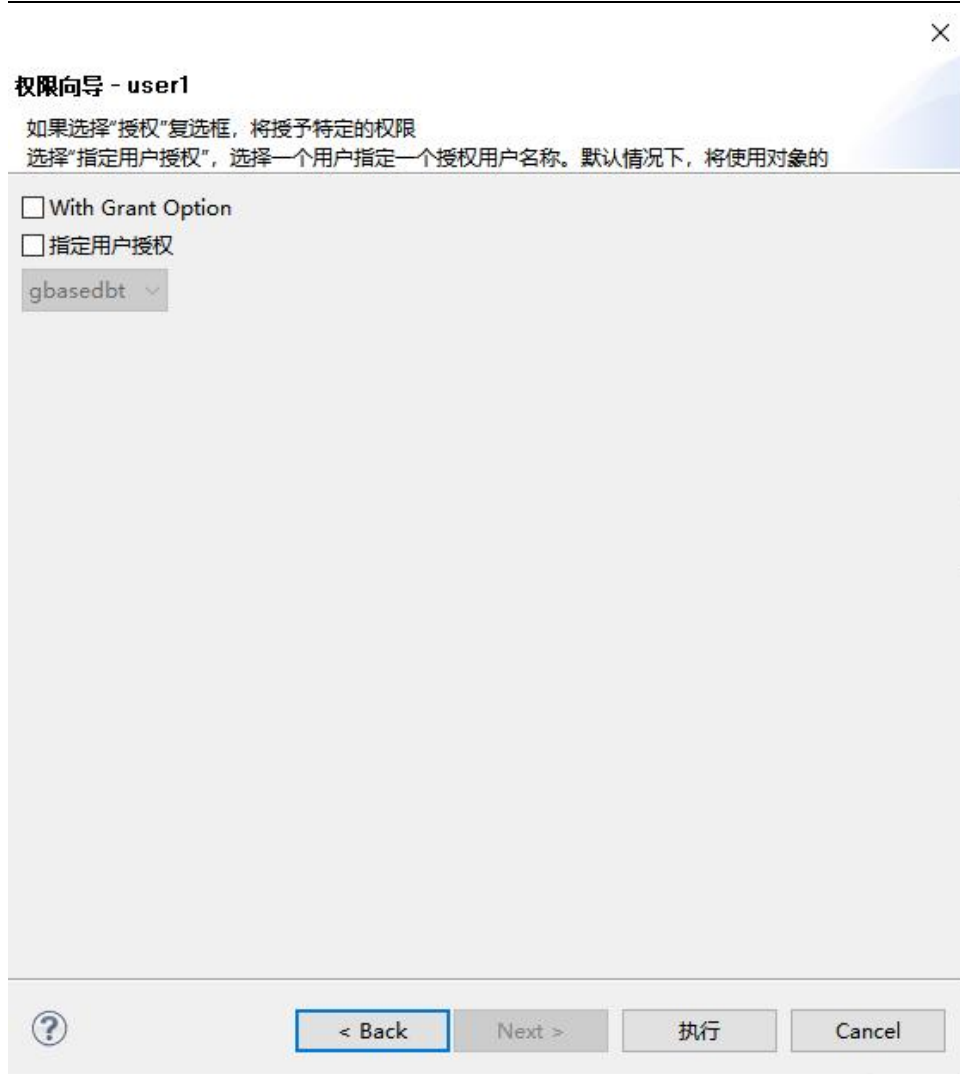 权限向导 - user1
如果选择“授权”复选框，将授予特定的权限
选择“指定用户授权”，选择一个用户指定一个授权用户名称。默认情况下，将使用对象的
With Grant Option
指定用户授权
gbasedbt
< Back Next > 执行 Cancel